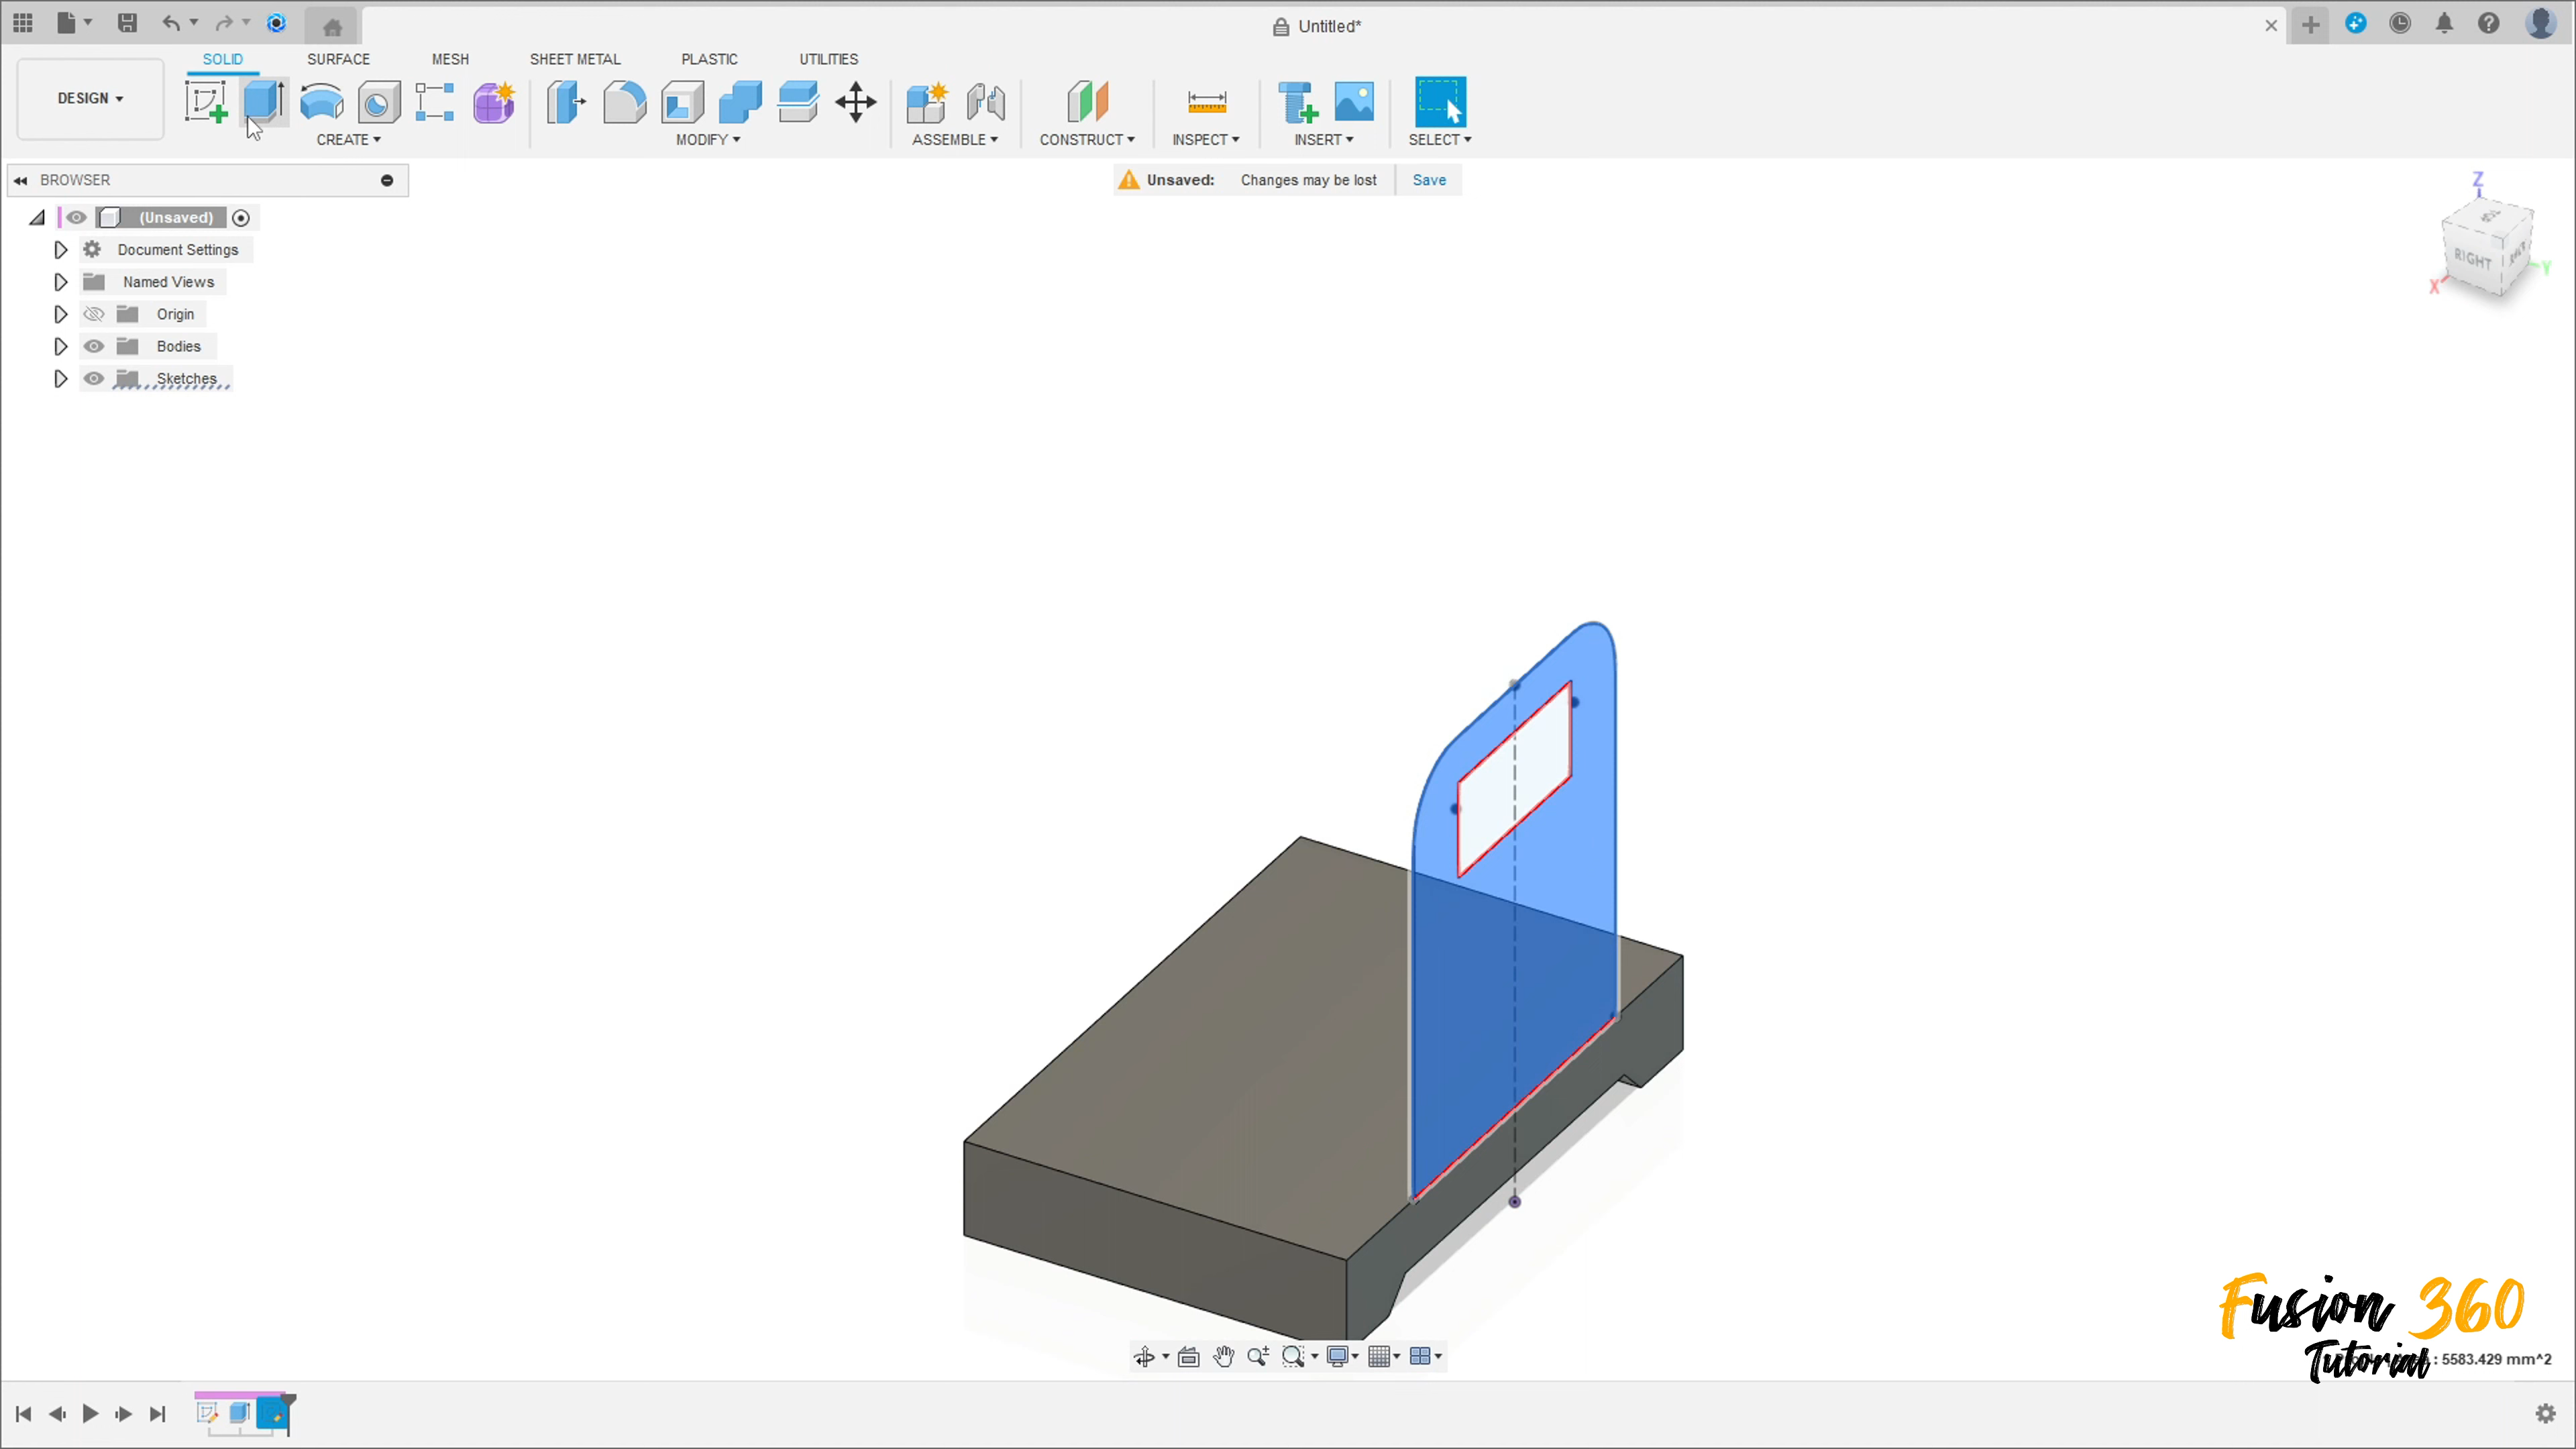 Untitled*
DESIGN
SOLID
SURFACE
MESH
SHEET METAL
PLASTIC
UTILITIES
CREATE
MODIFY
ASSEMBLE
CONSTRUCT
INSPECT
INSERT
SELECT
BROWSER
(Unsaved)
Document Settings
Named Views
Origin
Bodies
Sketches
Unsaved: Changes may be lost Save
Z
RIGHT
X
Y
Fusion 360
Tutorial
: 5583.429 mm^2